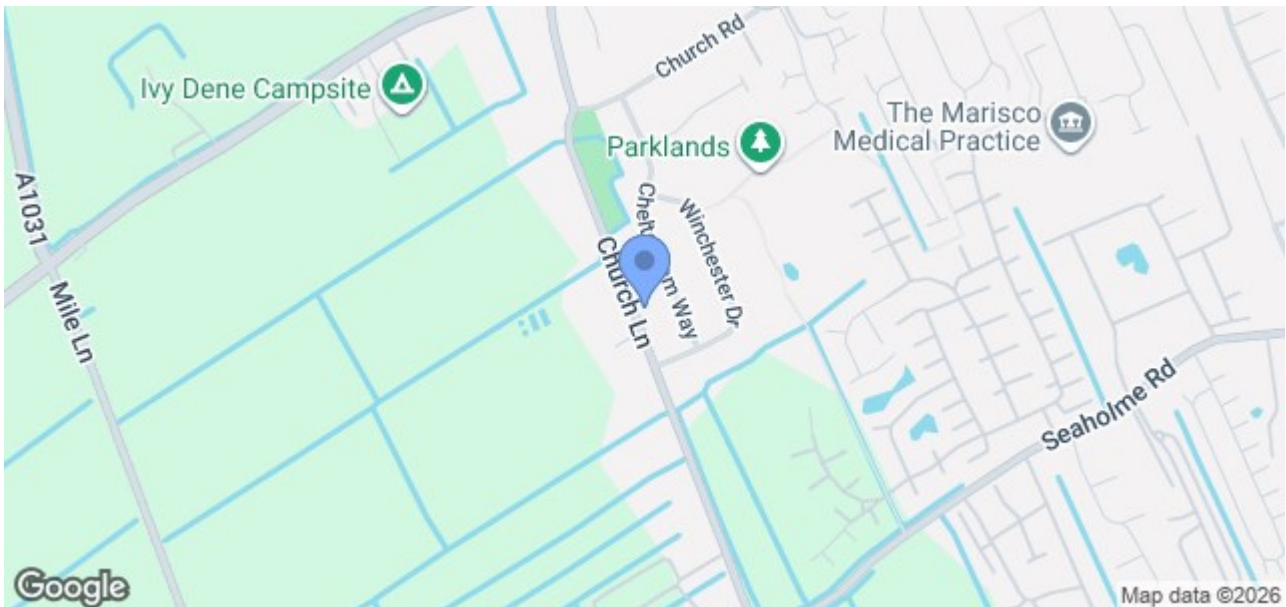 Church Rd
Ivy Dene Campsite
The Marisco
Medical Practice
Parklands
A1031
Winchester Dr
Church Ln
Way
Mile Ln
Seaholme Rd
Google
Map data ©2026